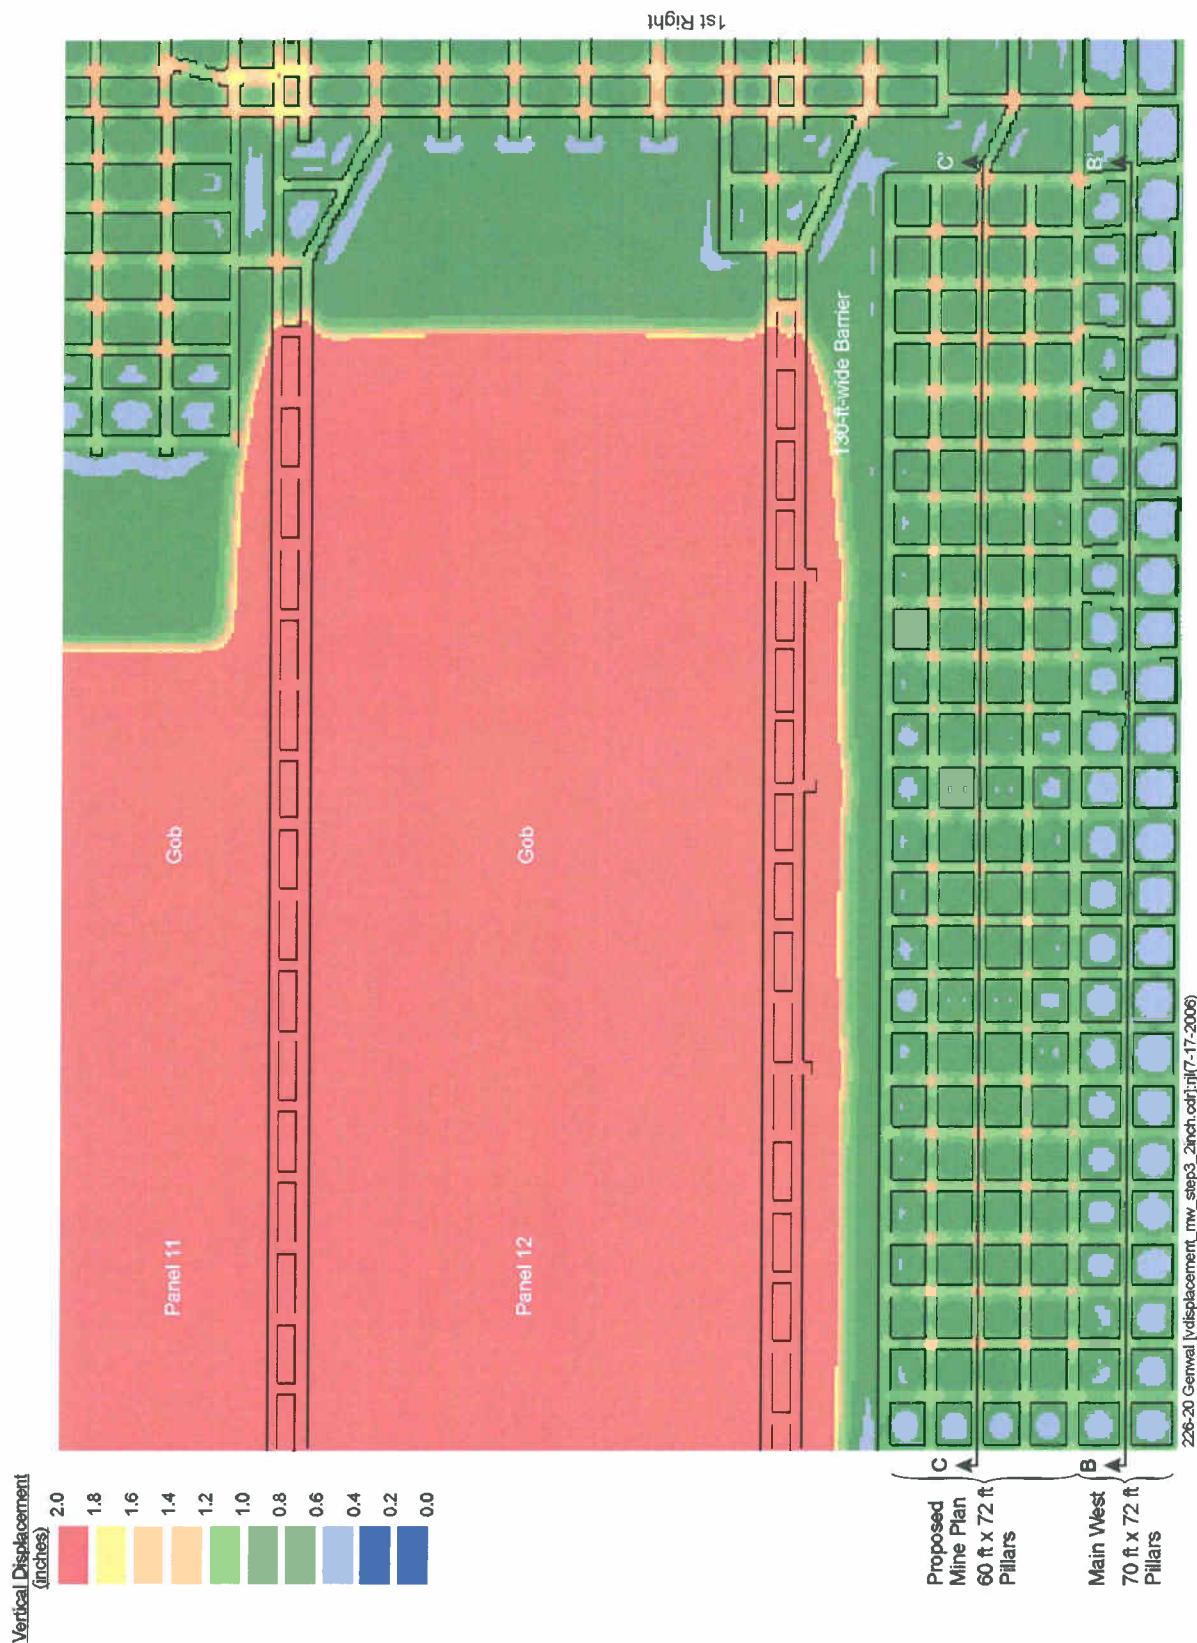 1st Right
C'
B'
130-ft-wide Barrier
Gob
Gob
Panel 11
Panel 12
Vertical Displacement
(inches)
2.0
1.8
1.6
1.4
1.2
1.0
0.8
0.6
0.4
0.2
0.0
C
B
Proposed
Mine Plan
60 ft x 72 ft
Pillars
Main West
70 ft x 72 ft
Pillars
226-20 Genwal [vdisplacement_mw_step3_2inch.cdr]:rjl(7-17-2006)